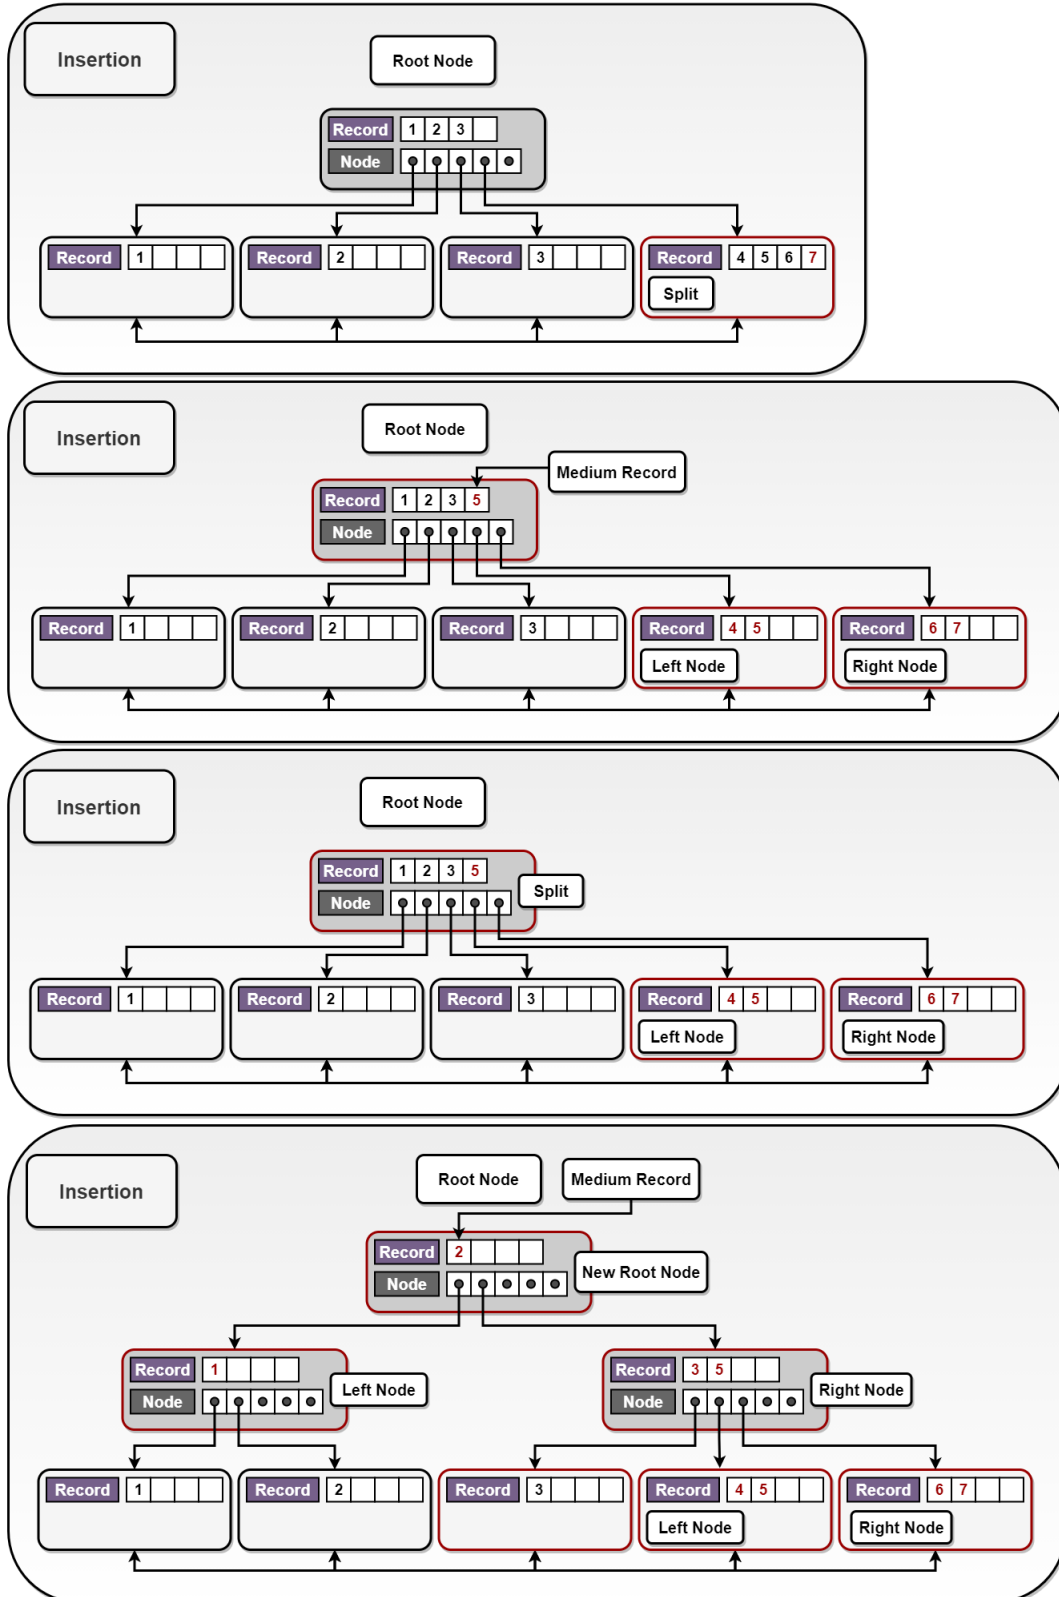 Insertion
Root Node
Record 1 2 3
Node
Record 1
Record 2
Record 3
Record 4 5 6 7
Split
Insertion
Root Node
Medium Record
Record 1 2 3 5
Node
Record 1
Record 2
Record 3
Record 4 5
Record 6 7
Left Node
Right Node
Insertion
Root Node
Record 1 2 3 5
Node
Split
Record 1
Record 2
Record 3
Record 4 5
Record 6 7
Left Node
Right Node
Insertion
Root Node
Medium Record
Record 2
Node
New Root Node
Record 1
Node
Left Node
Record 3 5
Node
Right Node
Record 1
Record 2
Record 3
Record 4 5
Record 6 7
Left Node
Right Node